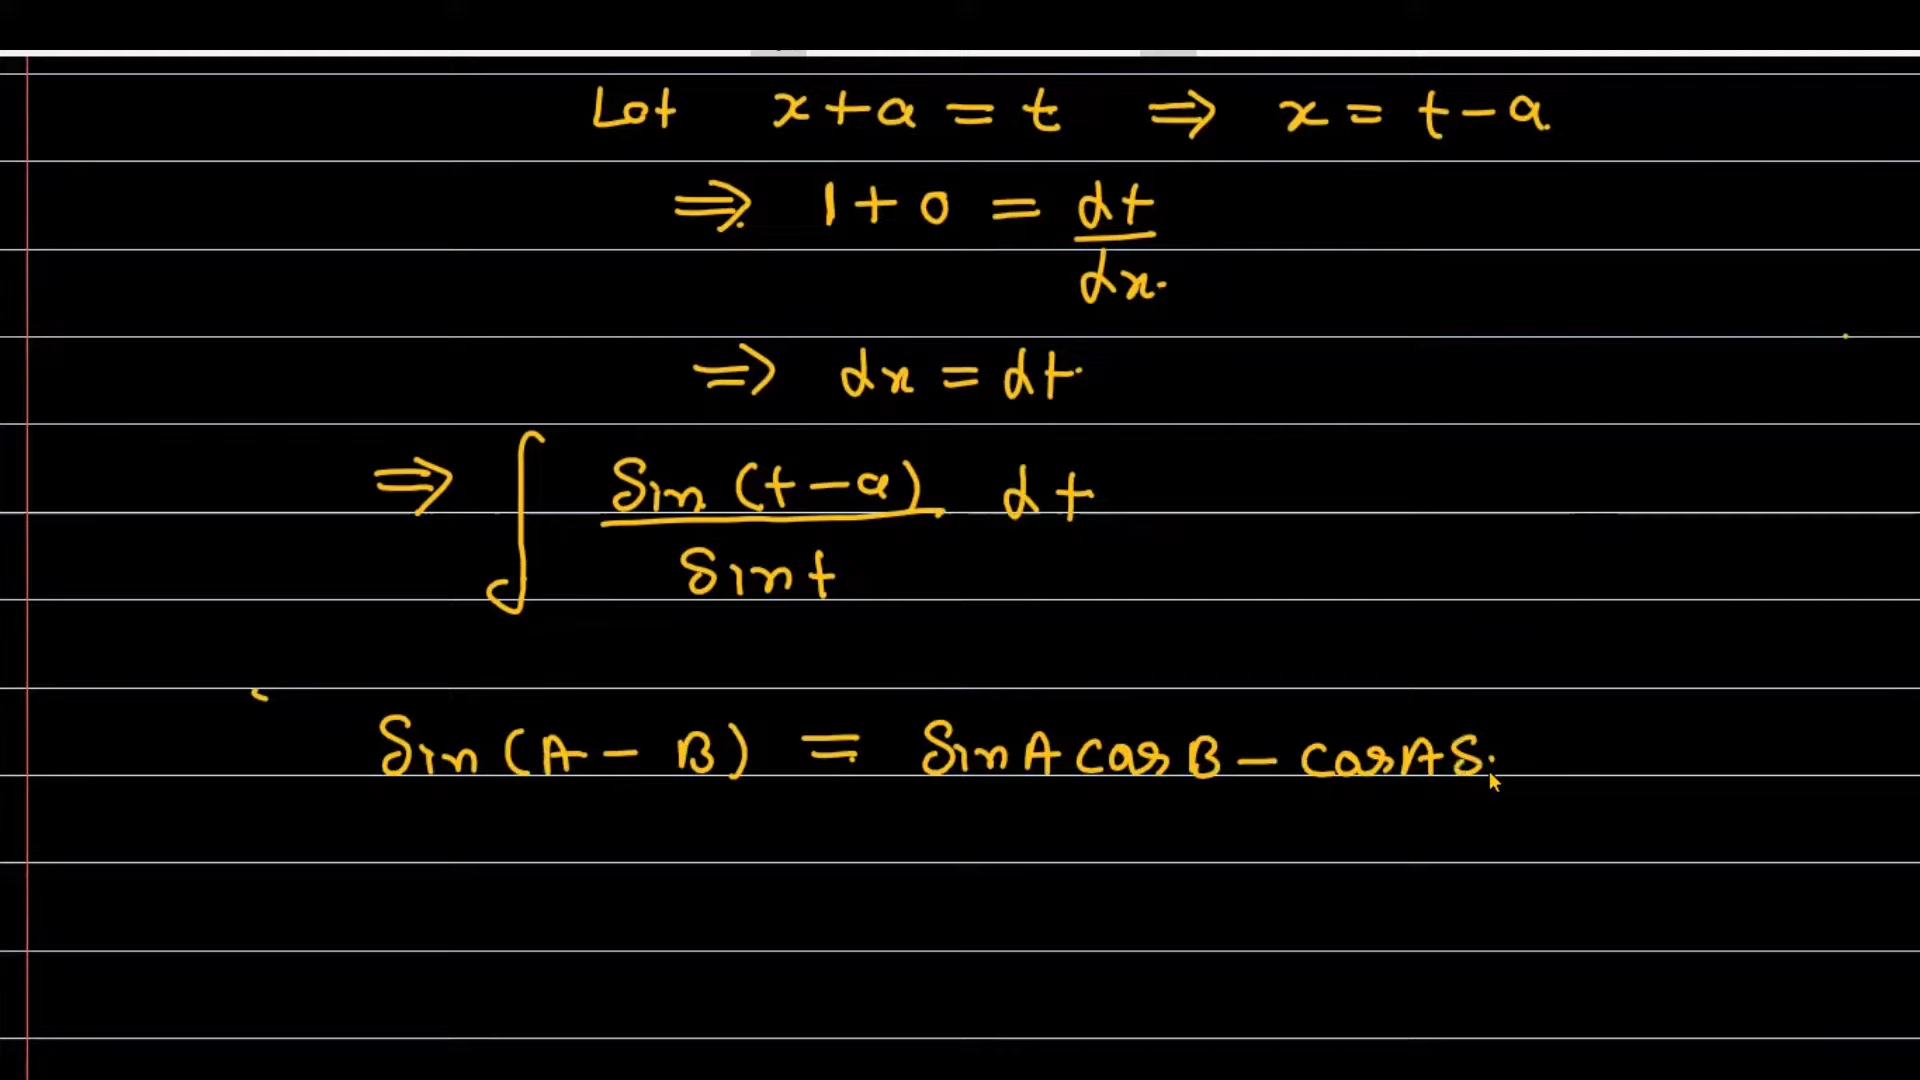 Let x + a = t ⇒ x = t - a
⇒ 1 + 0 = dt/dx
⇒ dx = dt
⇒ ∫ Sin (t - a)/Sin t dt
Sin (A - B) = Sin A Cos B - Cos A S